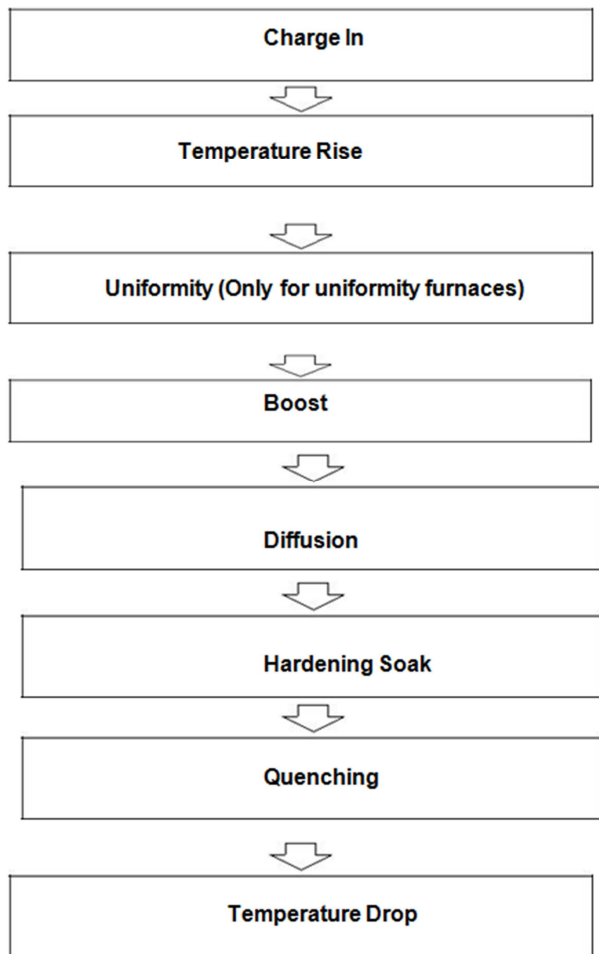 Charge In
Temperature Rise
Uniformity (Only for uniformity furnaces)
Boost
Diffusion
Hardening Soak
Quenching
Temperature Drop